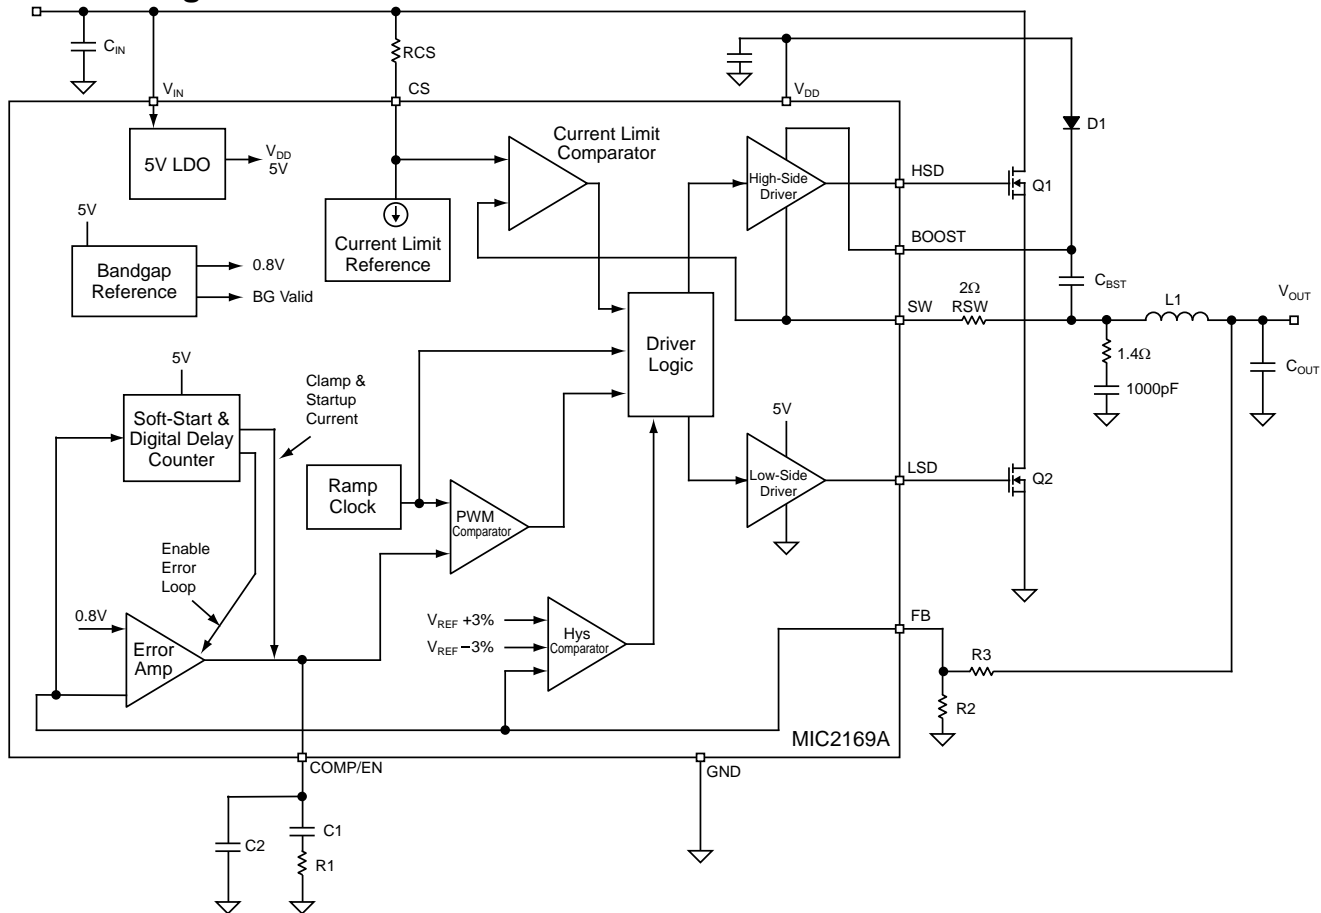 C_IN
RCS
V_IN
CS
V_DD
D1
5V LDO
V_DD
5V
Current Limit
Comparator
High-Side
Driver
HSD
Q1
5V
Current Limit
Reference
BOOST
Bandgap
Reference
0.8V
BG Valid
C_BST
2Ω
RSW
SW
L1
V_OUT
Driver
Logic
1.4Ω
1000pF
C_OUT
5V
Clamp &
Startup
Current
Soft-Start &
Digital Delay
Counter
5V
Low-Side
Driver
LSD
Q2
Ramp
Clock
PWM
Comparator
Enable
Error
Loop
0.8V
Error
Amp
V_REF +3%
V_REF −3%
Hys
Comparator
FB
R3
R2
MIC2169A
COMP/EN
GND
C2
C1
R1